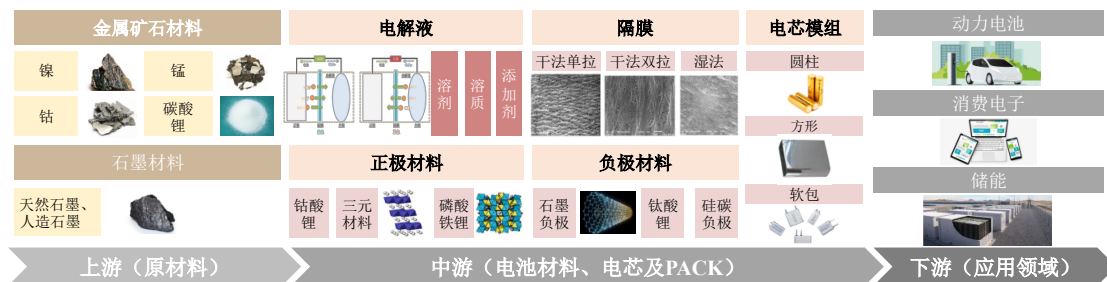 金属矿石材料
镍
锰
钴
碳酸
锂
石墨材料
天然石墨、
人造石墨
电解液
溶剂
溶质
添加剂
正极材料
钴酸
锂
三元
材料
磷酸
铁锂
隔膜
干法单拉
干法双拉
湿法
负极材料
石墨
负极
钛酸
锂
硅碳
负极
电芯模组
圆柱
方形
软包
动力电池
消费电子
储能
上游（原材料）
中游（电池材料、电芯及PACK）
下游（应用领域）